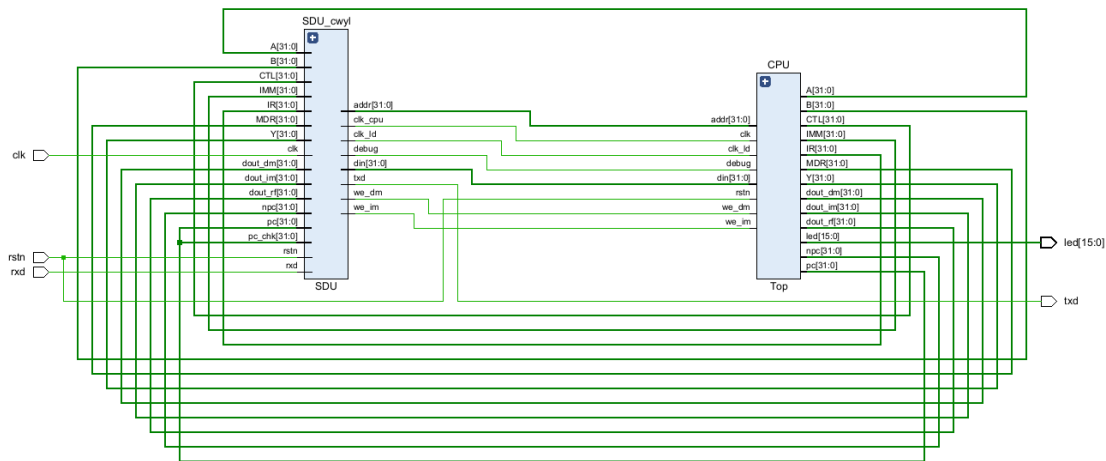 SDU_cwyl
A[31:0]
B[31:0]
CTL[31:0]
IMM[31:0]
IR[31:0]
MDR[31:0]
Y[31:0]
clk
dout_dm[31:0]
dout_im[31:0]
dout_rf[31:0]
npc[31:0]
pc[31:0]
pc_chk[31:0]
rstn
rxd
addr[31:0]
clk_cpu
clk_ld
debug
din[31:0]
txd
we_dm
we_im
SDU
CPU
addr[31:0]
clk
clk_ld
debug
din[31:0]
rstn
we_dm
we_im
A[31:0]
B[31:0]
CTL[31:0]
IMM[31:0]
IR[31:0]
MDR[31:0]
Y[31:0]
dout_dm[31:0]
dout_im[31:0]
dout_rf[31:0]
led[15:0]
npc[31:0]
pc[31:0]
Top
clk
rstn
rxd
led[15:0]
txd